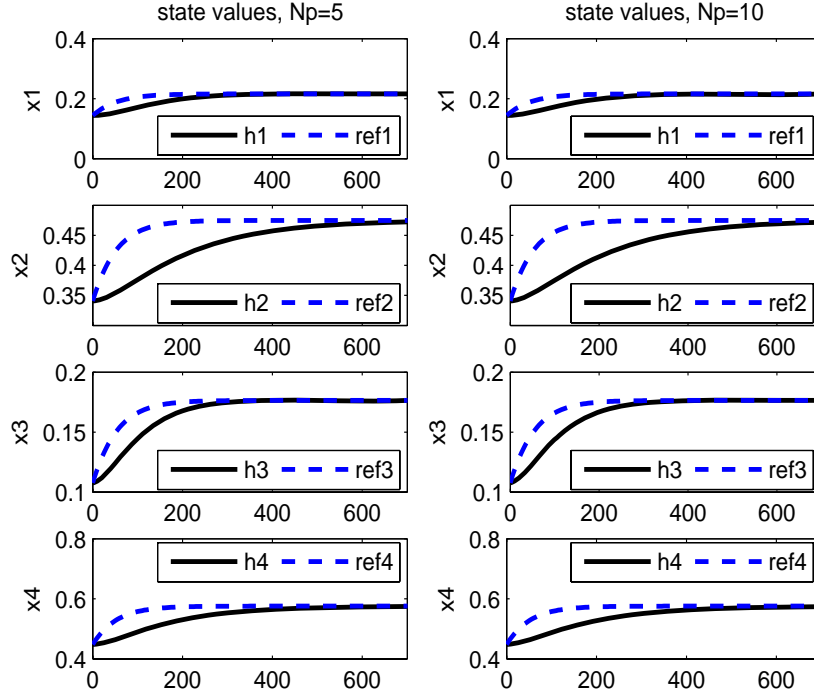 state values, Np=5
0.4
0.2
0
x1
h1 ref1
0 200 400 600
0.45
0.4
0.35
x2
h2 ref2
0 200 400 600
0.2
0.15
0.1
x3
h3 ref3
0 200 400 600
0.8
0.6
0.4
x4
h4 ref4
0 200 400 600
state values, Np=10
0.4
0.2
0
x1
h1 ref1
0 200 400 600
0.45
0.4
0.35
x2
h2 ref2
0 200 400 600
0.2
0.15
0.1
x3
h3 ref3
0 200 400 600
0.8
0.6
0.4
x4
h4 ref4
0 200 400 600